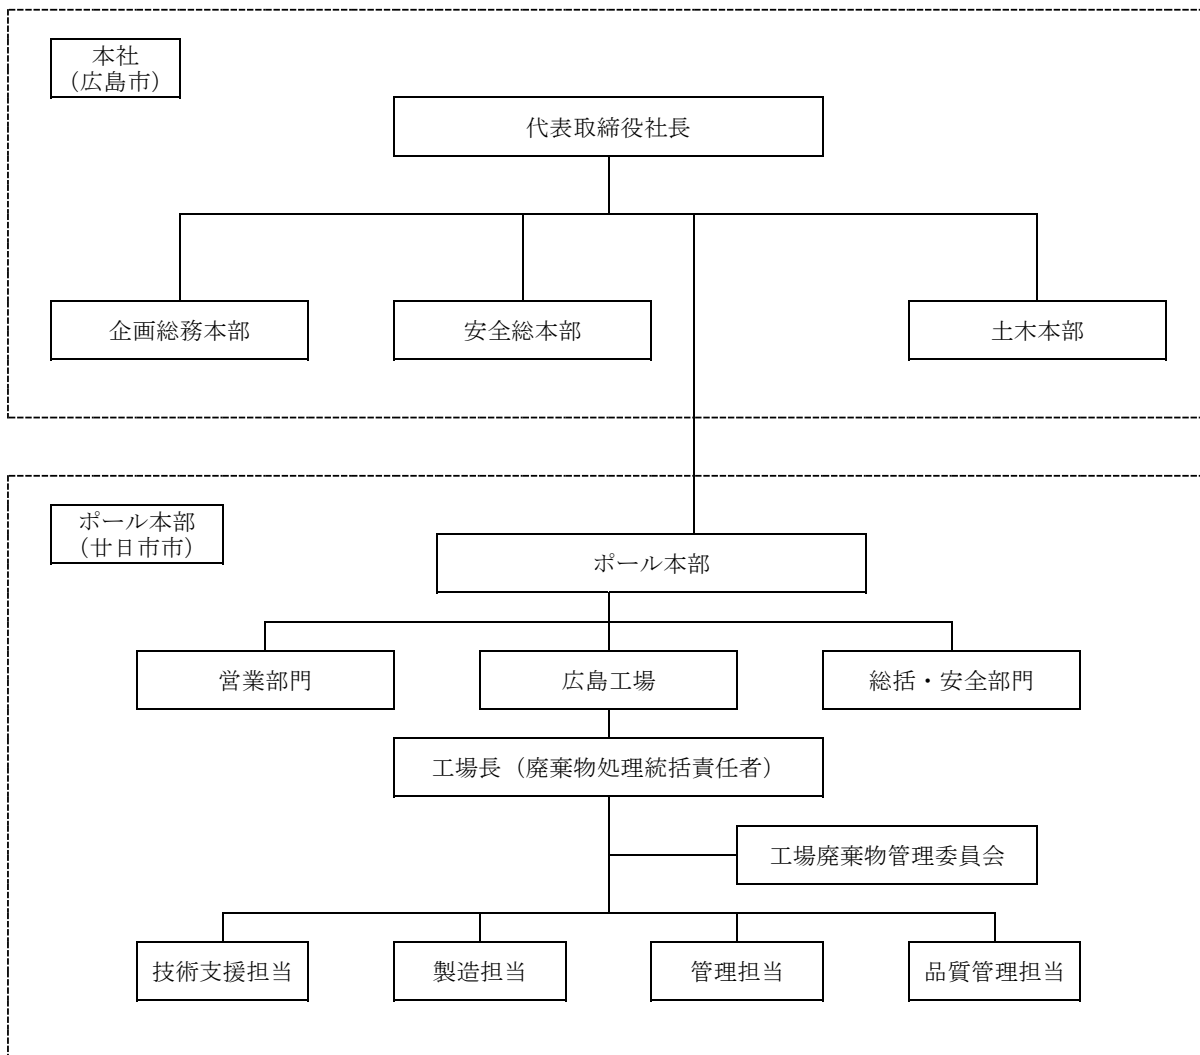 本社
（広島市）
代表取締役社長
企画総務本部
安全総本部
土木本部
ポール本部
（廿日市市）
ポール本部
営業部門
広島工場
総括・安全部門
工場長（廃棄物処理統括責任者）
工場廃棄物管理委員会
技術支援担当
製造担当
管理担当
品質管理担当